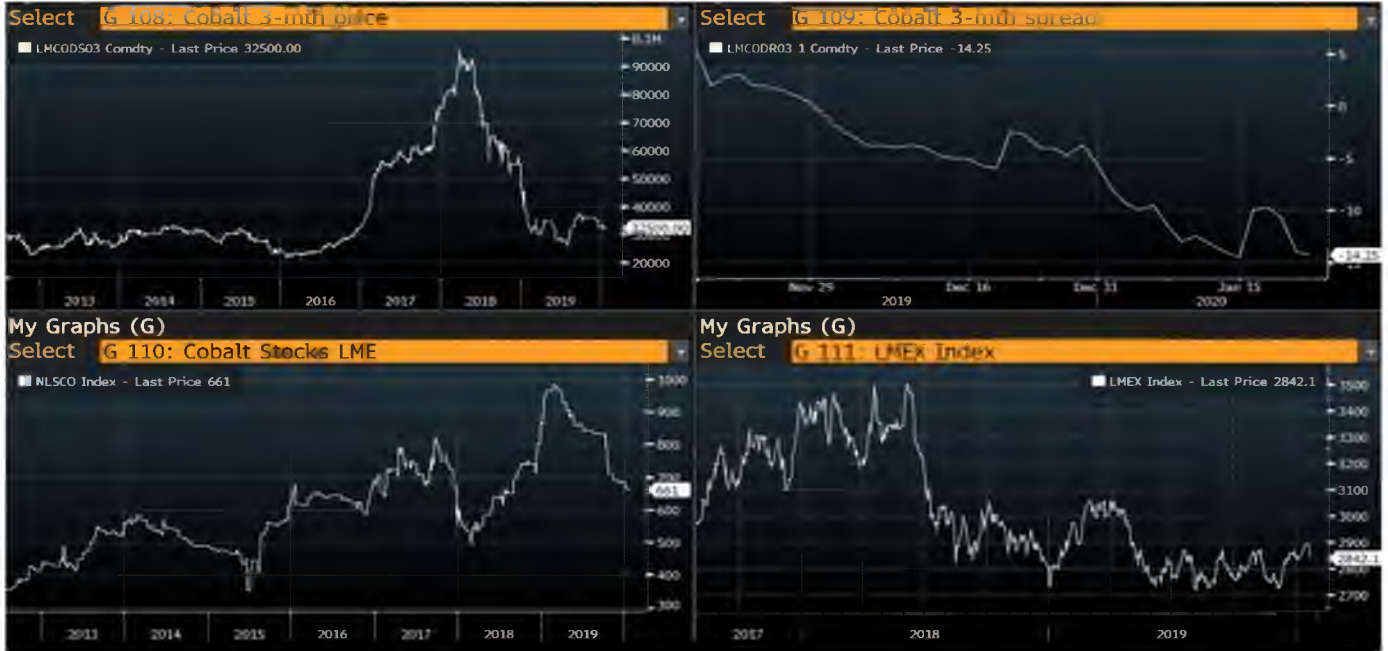 Select G 108: Cobalt 3-mth price
LMCODS03 Comdty - Last Price 32500.00
0.1M
90000
80000
70000
60000
50000
40000
32500.00
20000
2013 2014 2015 2016 2017 2018 2019
Select G 109: Cobalt 3-mth spread
LMCODR03 1 Comdty - Last Price -14.25
5
0
-5
-10
-14.25
Nov 29 Dec 16 Dec 31 Jan 15
2019 2020
My Graphs (G)
Select G 110: Cobalt Stocks LME
NLSCO Index - Last Price 661
1000
900
800
700
661
600
500
400
300
2013 2014 2015 2016 2017 2018 2019
My Graphs (G)
Select G 111: LMEX Index
LMEX Index - Last Price 2842.1
3500
3400
3300
3200
3100
3000
2900
2842.1
2700
2017 2018 2019